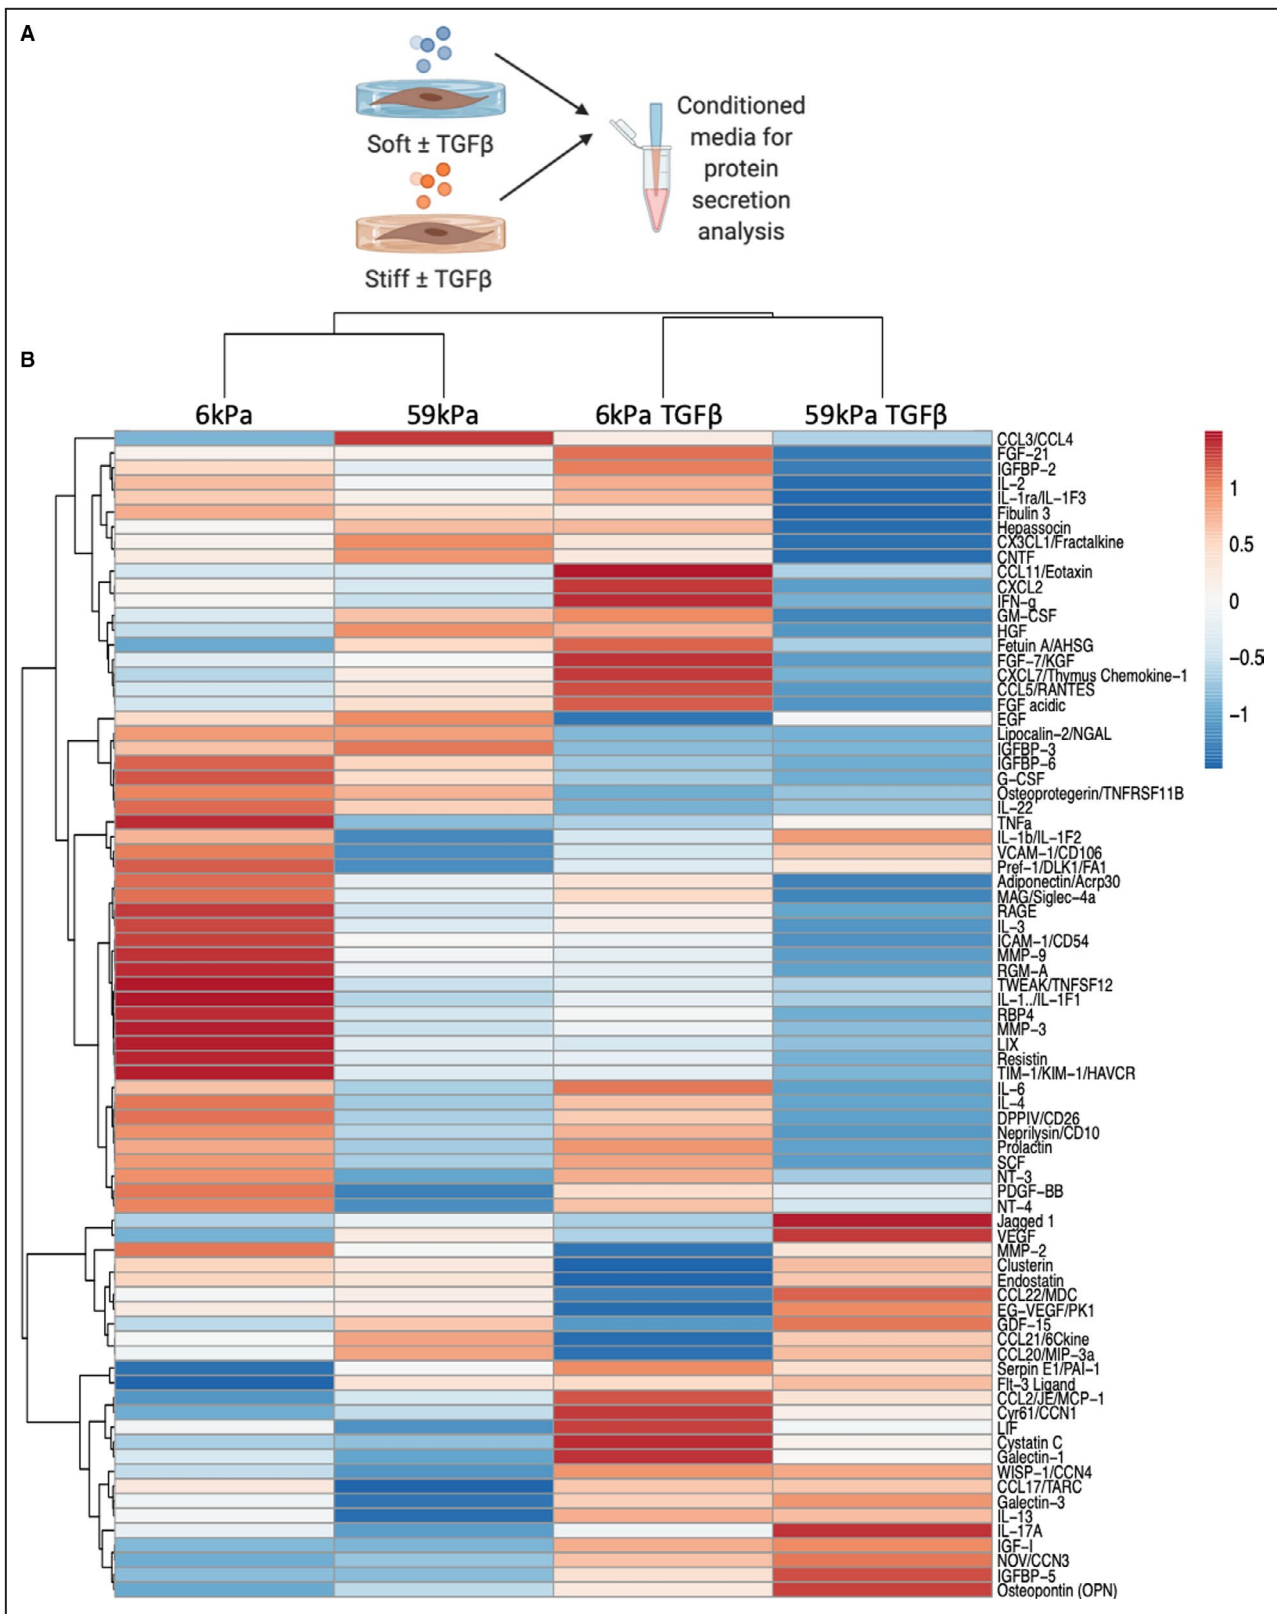 A
Soft ± TGFβ
Stiff ± TGFβ
Conditioned
media for
protein
secretion
analysis
B
6kPa 59kPa 6kPa TGFβ 59kPa TGFβ
CCL3/CCL4
FGF-21
IGFBP-2
IL-2
IL-1ra/IL-1F3
Fibulin 3
Hepassocin
CX3CL1/Fractalkine
CNTF
CCL11/Eotaxin
CXCL2
IFN-g
GM-CSF
HGF
Fetuin A/AHSG
FGF-7/KGF
CXCL7/Thymus Chemokine-1
CCL5/RANTES
FGF acidic
EGF
Lipocalin-2/NGAL
IGFBP-3
IGFBP-6
G-CSF
Osteoprotegerin/TNFRSF11B
IL-22
TNFa
IL-1b/IL-1F2
VCAM-1/CD106
Pref-1/DLK1/FA1
Adiponectin/Acrp30
MAG/Siglec-4a
RAGE
IL-3
ICAM-1/CD54
MMP-9
RGM-A
TWEAK/TNFSF12
IL-1../IL-1F1
RBP4
MMP-3
LIX
Resistin
TIM-1/KIM-1/HAVCR
IL-6
IL-4
DPPIV/CD26
Neprilysin/CD10
Prolactin
SCF
NT-3
PDGF-BB
NT-4
Jagged 1
VEGF
MMP-2
Clusterin
Endostatin
CCL22/MDC
EG-VEGF/PK1
GDF-15
CCL21/6Ckine
CCL20/MIP-3a
Serpin E1/PAI-1
Flt-3 Ligand
CCL2/JE/MCP-1
Cyr61/CCN1
LIF
Cystatin C
Galectin-1
WISP-1/CCN4
CCL17/TARC
Galectin-3
IL-13
IL-17A
IGF-I
NOV/CCN3
IGFBP-5
Osteopontin (OPN)
1
0.5
0
-0.5
-1